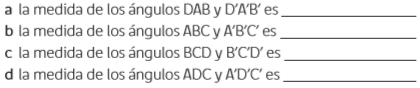 a la medida de los ángulos DAB y D'A'B' es
b la medida de los ángulos ABC y A'B'C' es
c la medida de los ángulos BCD y B'C'D' es
d la medida de los ángulos ADC y A'D'C' es